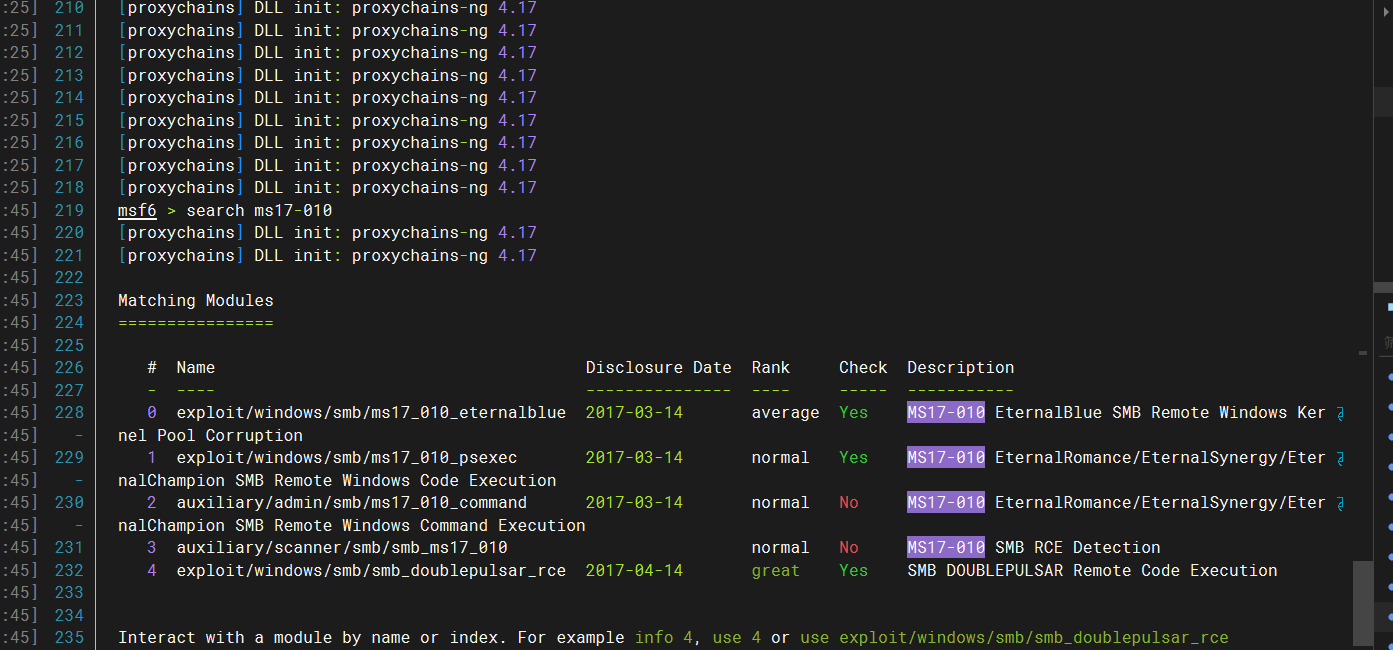 :25] 210 [proxychains] DLL init: proxychains-ng 4.17
:25] 211 [proxychains] DLL init: proxychains-ng 4.17
:25] 212 [proxychains] DLL init: proxychains-ng 4.17
:25] 213 [proxychains] DLL init: proxychains-ng 4.17
:25] 214 [proxychains] DLL init: proxychains-ng 4.17
:25] 215 [proxychains] DLL init: proxychains-ng 4.17
:25] 216 [proxychains] DLL init: proxychains-ng 4.17
:25] 217 [proxychains] DLL init: proxychains-ng 4.17
:25] 218 [proxychains] DLL init: proxychains-ng 4.17
:45] 219 msf6 > search ms17-010
:45] 220 [proxychains] DLL init: proxychains-ng 4.17
:45] 221 [proxychains] DLL init: proxychains-ng 4.17
:45] 222
:45] 223 Matching Modules
:45] 224 ================
:45] 225
:45] 226 # Name Disclosure Date Rank Check Description
:45] 227 - ---- --------------- ---- ----- -----------
:45] 228 0 exploit/windows/smb/ms17_010_eternalblue 2017-03-14 average Yes MS17-010 EternalBlue SMB Remote Windows Ker
:45] - nel Pool Corruption
:45] 229 1 exploit/windows/smb/ms17_010_psexec 2017-03-14 normal Yes MS17-010 EternalRomance/EternalSynergy/Eter
:45] - nalChampion SMB Remote Windows Code Execution
:45] 230 2 auxiliary/admin/smb/ms17_010_command 2017-03-14 normal No MS17-010 EternalRomance/EternalSynergy/Eter
:45] - nalChampion SMB Remote Windows Command Execution
:45] 231 3 auxiliary/scanner/smb/smb_ms17_010 normal No MS17-010 SMB RCE Detection
:45] 232 4 exploit/windows/smb/smb_doublepulsar_rce 2017-04-14 great Yes SMB DOUBLEPULSAR Remote Code Execution
:45] 233
:45] 234
:45] 235 Interact with a module by name or index. For example info 4, use 4 or use exploit/windows/smb/smb_doublepulsar_rce